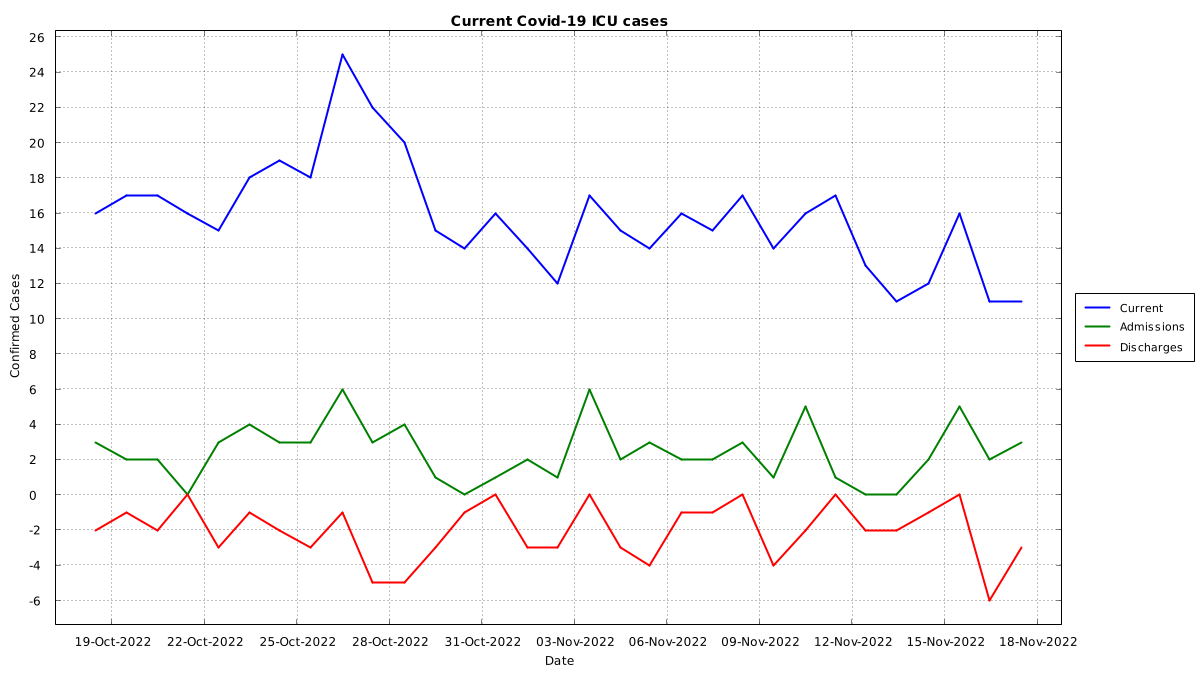 Current Covid-19 ICU cases
26
24
22
20
18
16
14
12
10
8
6
4
2
0
-2
-4
-6
Confirmed Cases
19-Oct-2022 22-Oct-2022 25-Oct-2022 28-Oct-2022 31-Oct-2022 03-Nov-2022 06-Nov-2022 09-Nov-2022 12-Nov-2022 15-Nov-2022 18-Nov-2022
Date
Current
Admissions
Discharges